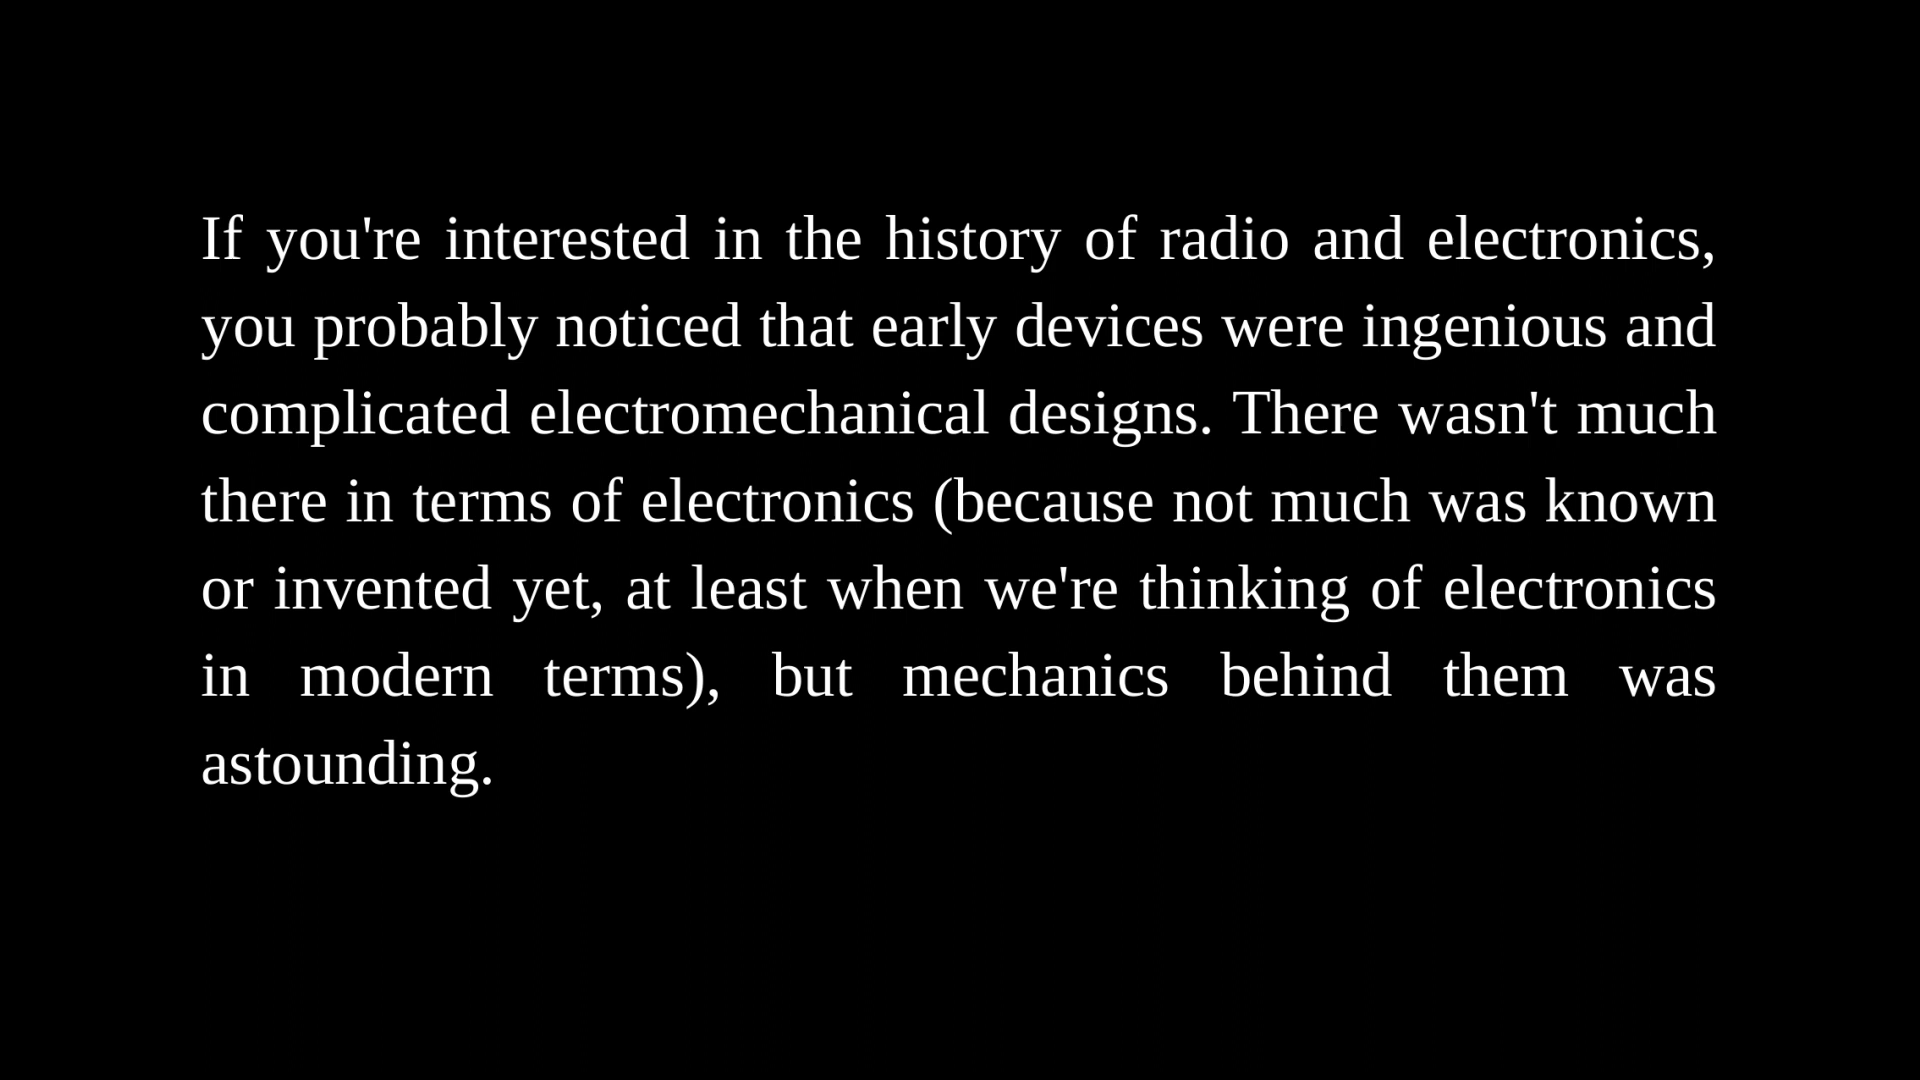 If you're interested in the history of radio and electronics,
you probably noticed that early devices were ingenious and
complicated electromechanical designs. There wasn't much
there in terms of electronics (because not much was known
or invented yet, at least when we're thinking of electronics
in modern terms), but mechanics behind them was
astounding.